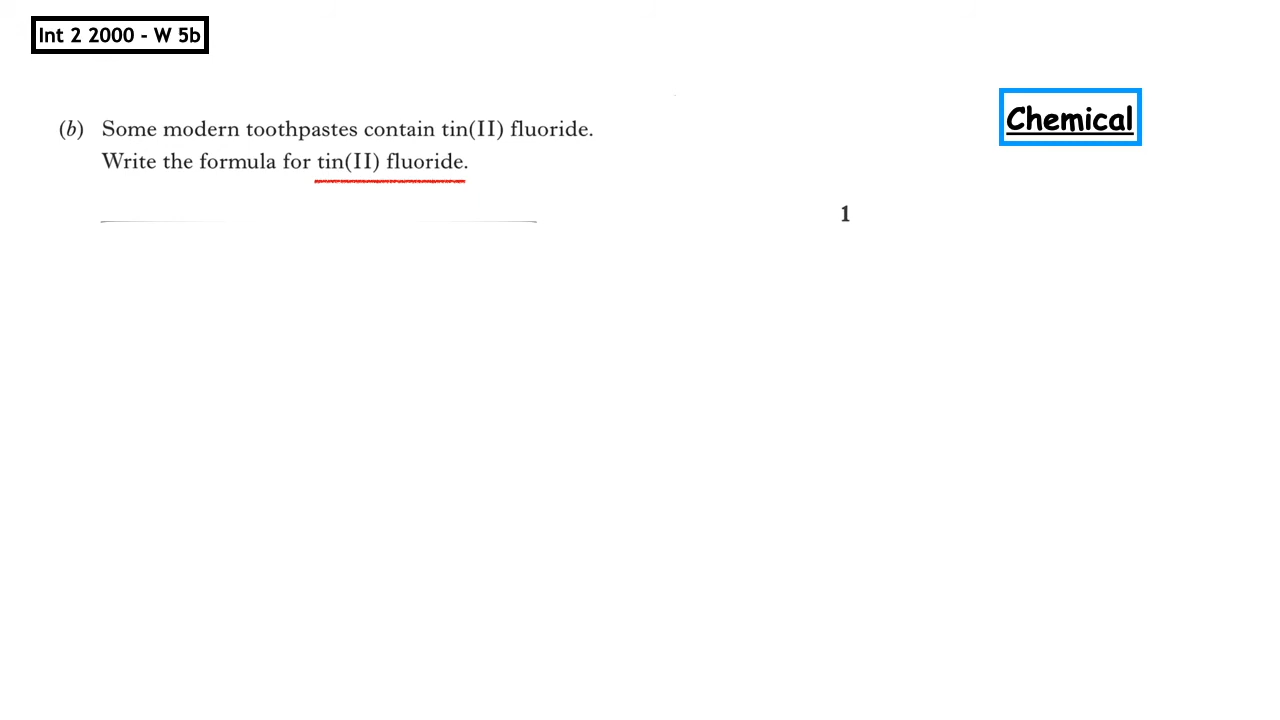 Int 2 2000 - W 5b
Chemical
(b) Some modern toothpastes contain tin(II) fluoride.
Write the formula for tin(II) fluoride.
1